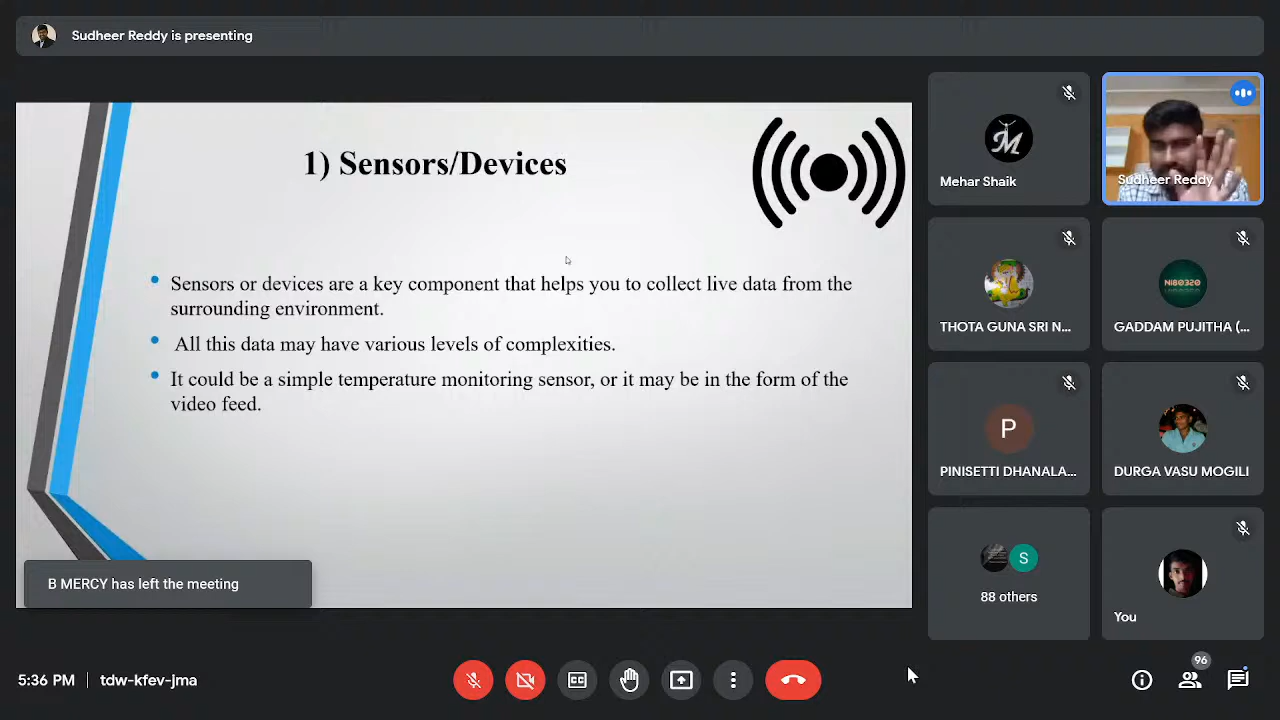 Sudheer Reddy is presenting
1) Sensors/Devices
Sensors or devices are a key component that helps you to collect live data from the
surrounding environment.
All this data may have various levels of complexities.
It could be a simple temperature monitoring sensor, or it may be in the form of the
video feed.
B MERCY has left the meeting
M
Mehar Shaik
Sudheer Reddy
THOTA GUNA SRI N...
NI80320
GADDAM PUJITHA (...
P
PINISETTI DHANALA...
DURGA VASU MOGILI
S
88 others
You
5:36 PM
tdw-kfev-jma
CC
96